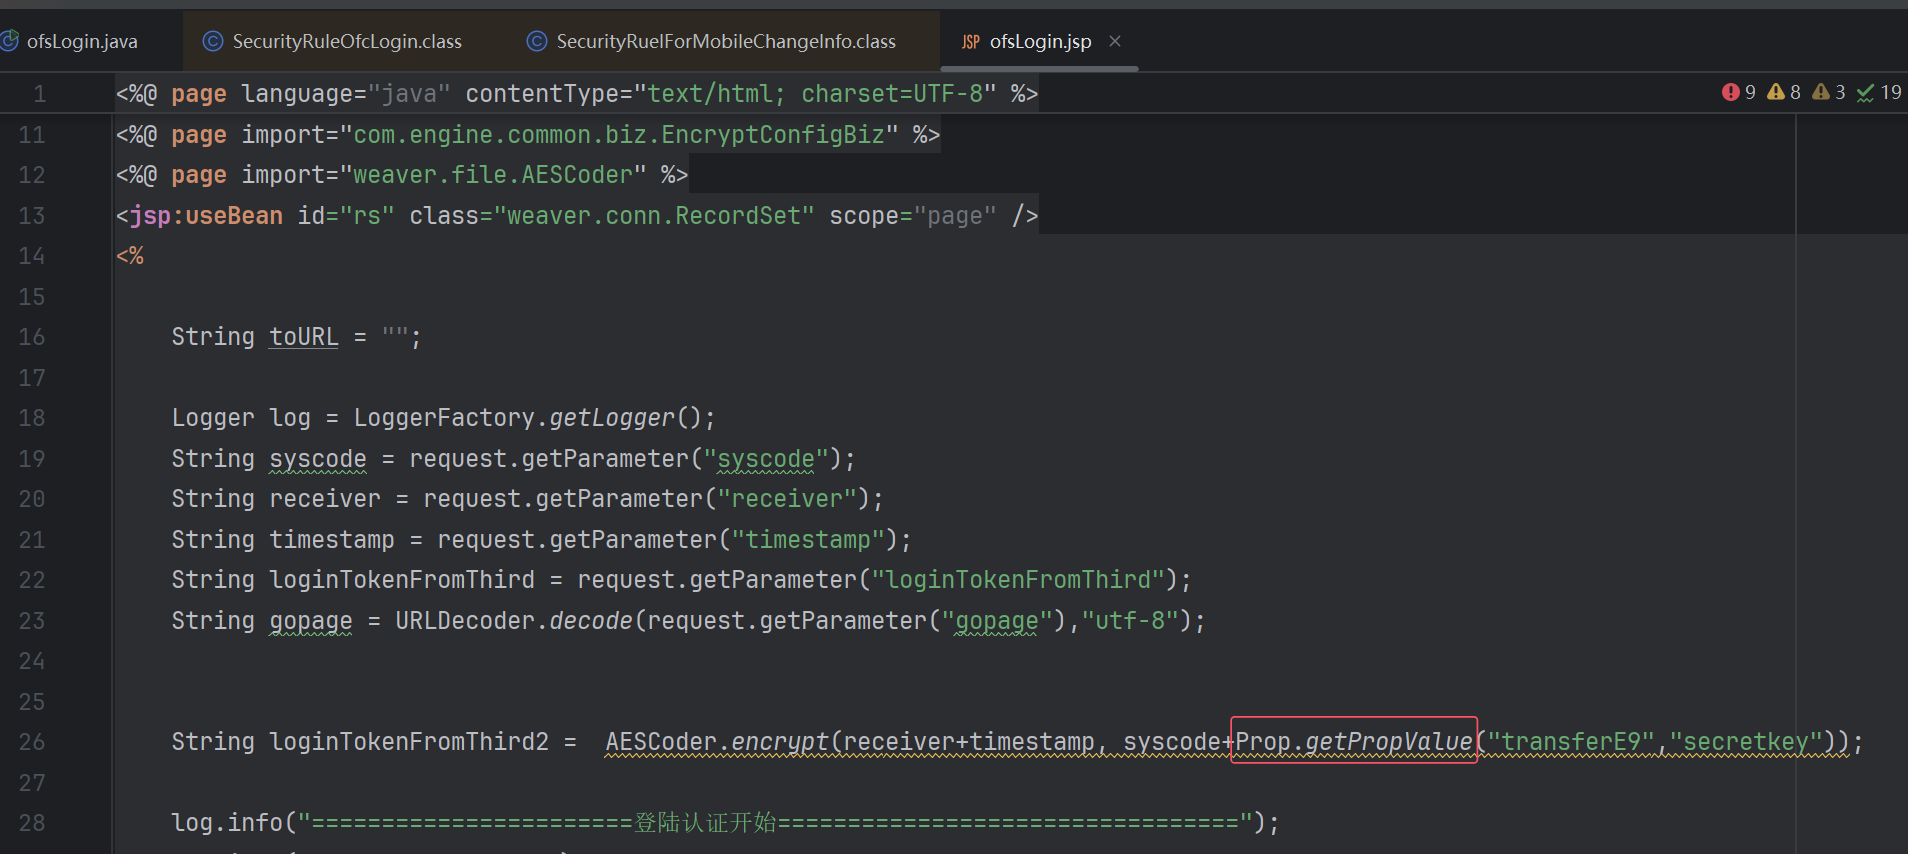 ofsLogin.java SecurityRuleOfcLogin.class SecurityRuelForMobileChangeInfo.class JSP ofsLogin.jsp ×
1 <%@ page language="java" contentType="text/html; charset=UTF-8" %> 9 8 3 19
11 <%@ page import="com.engine.common.biz.EncryptConfigBiz" %>
12 <%@ page import="weaver.file.AESCoder" %>
13 <jsp:useBean id="rs" class="weaver.conn.RecordSet" scope="page" />
14 <%
15
16 String toURL = "";
17
18 Logger log = LoggerFactory.getLogger();
19 String syscode = request.getParameter("syscode");
20 String receiver = request.getParameter("receiver");
21 String timestamp = request.getParameter("timestamp");
22 String loginTokenFromThird = request.getParameter("loginTokenFromThird");
23 String gopage = URLDecoder.decode(request.getParameter("gopage"),"utf-8");
24
25
26 String loginTokenFromThird2 = AESCoder.encrypt(receiver+timestamp, syscode+Prop.getPropValue("transferE9","secretkey"));
27
28 log.info("=======================登陆认证开始=================================");